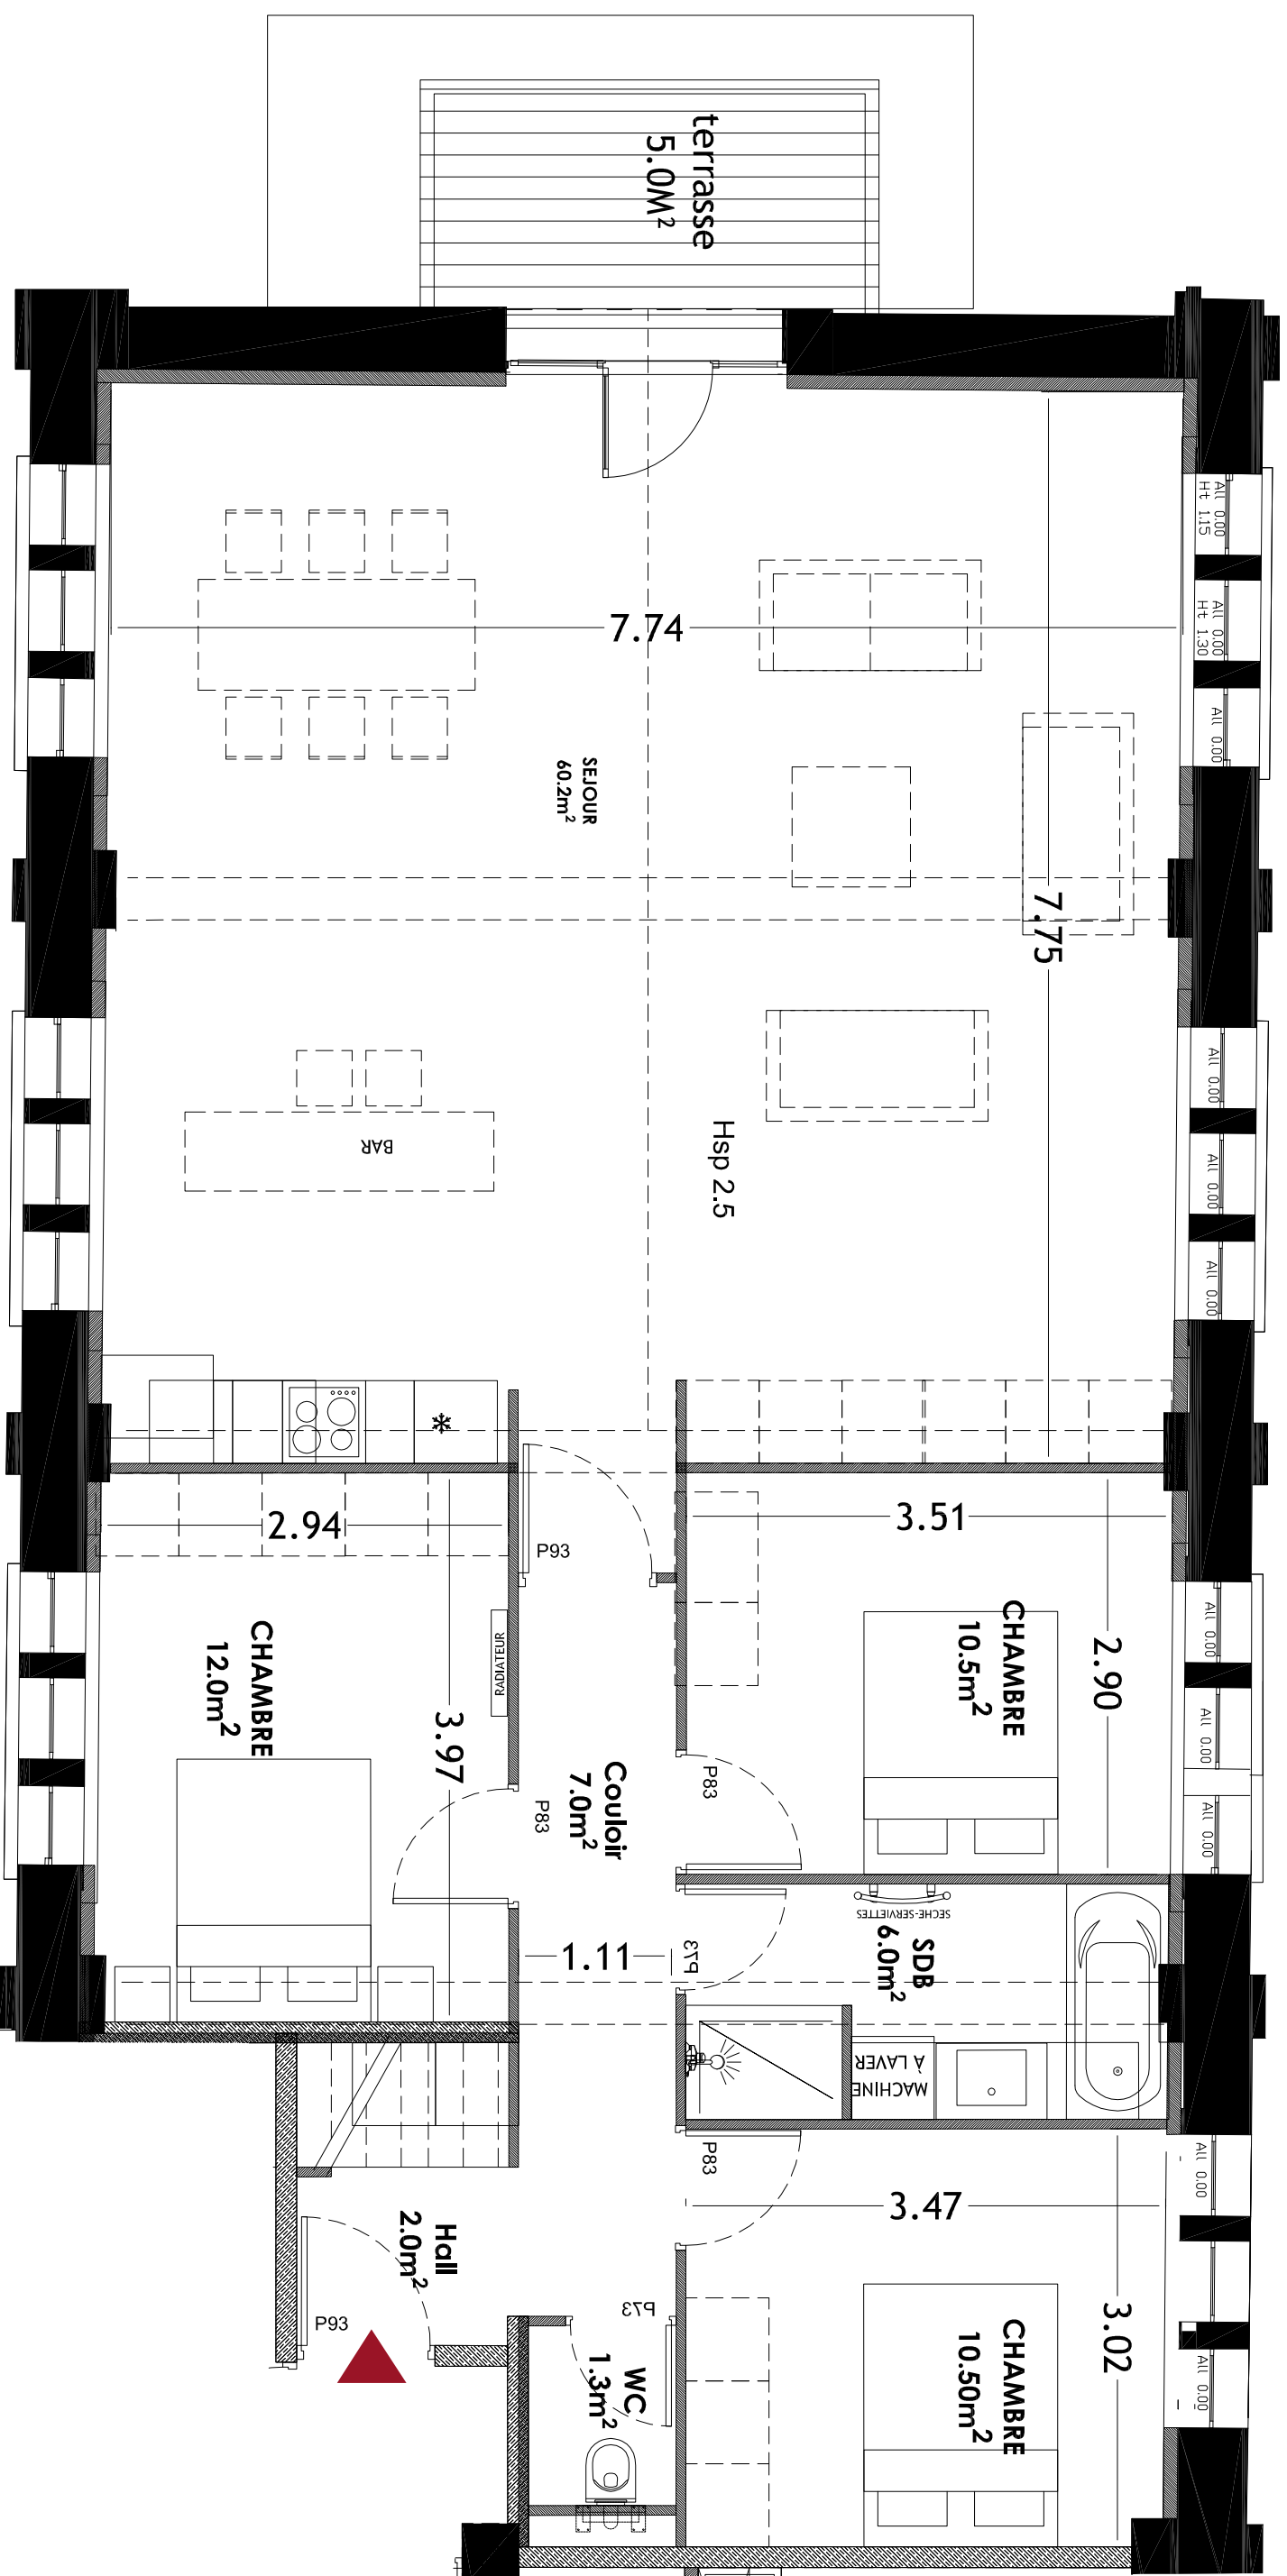 terrasse
5.0M²
All 0.00
Ht 1.15
All 0.00
Ht 1.30
All 0.00
7.74
SEJOUR
60.2m²
7.75
All 0.00
All 0.00
All 0.00
BAR
Hsp 2.5
2.94
P93
3.51
CHAMBRE
12.0m²
RADIATEUR
3.97
CHAMBRE
10.5m²
2.90
All 0.00
All 0.00
All 0.00
Couloir
7.0m²
P83
P83
SECHE-SERVIETTES
SDB
6.0m²
1.11
P73
MACHINE
À LAVER
P83
All 0.00
3.47
Hall
2.0m²
P93
P73
WC
1.3m²
CHAMBRE
10.50m²
3.02
All 0.00